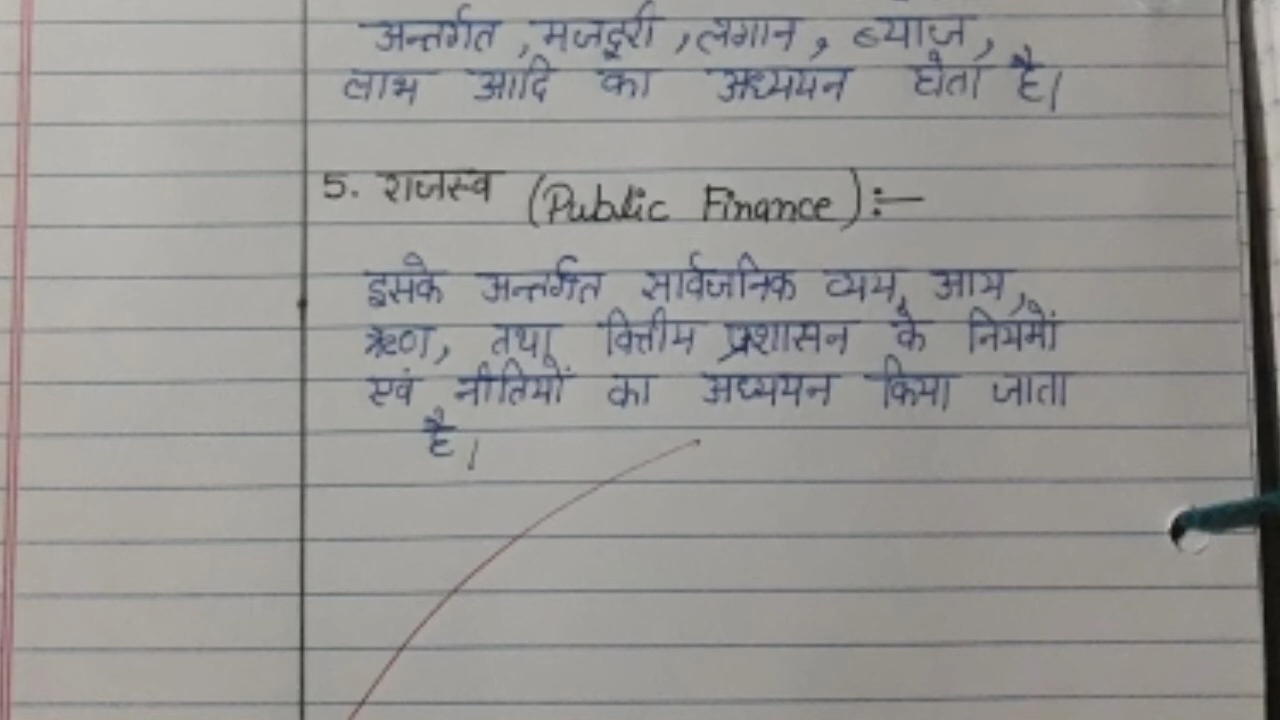 अन्तर्गत, मजदूरी, लगान, ब्याज,
लाभ आदि का अध्ययन होता है।
5. राजस्व (Public Finance):—
इसके अन्तर्गत सार्वजनिक व्यय, आय,
ऋण, तथा वित्तीय प्रशासन के नियमों
एवं नीतियों का अध्ययन किया जाता
है।